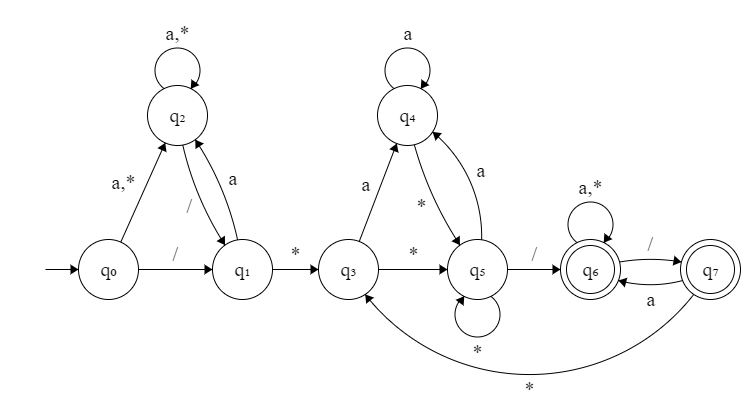 a,*
a
q₂
q₄
a,*
/
a
a
*
a
a,*
q₀
/
q₁
*
q₃
*
q₅
/
q₆
/
q₇
a
*
*